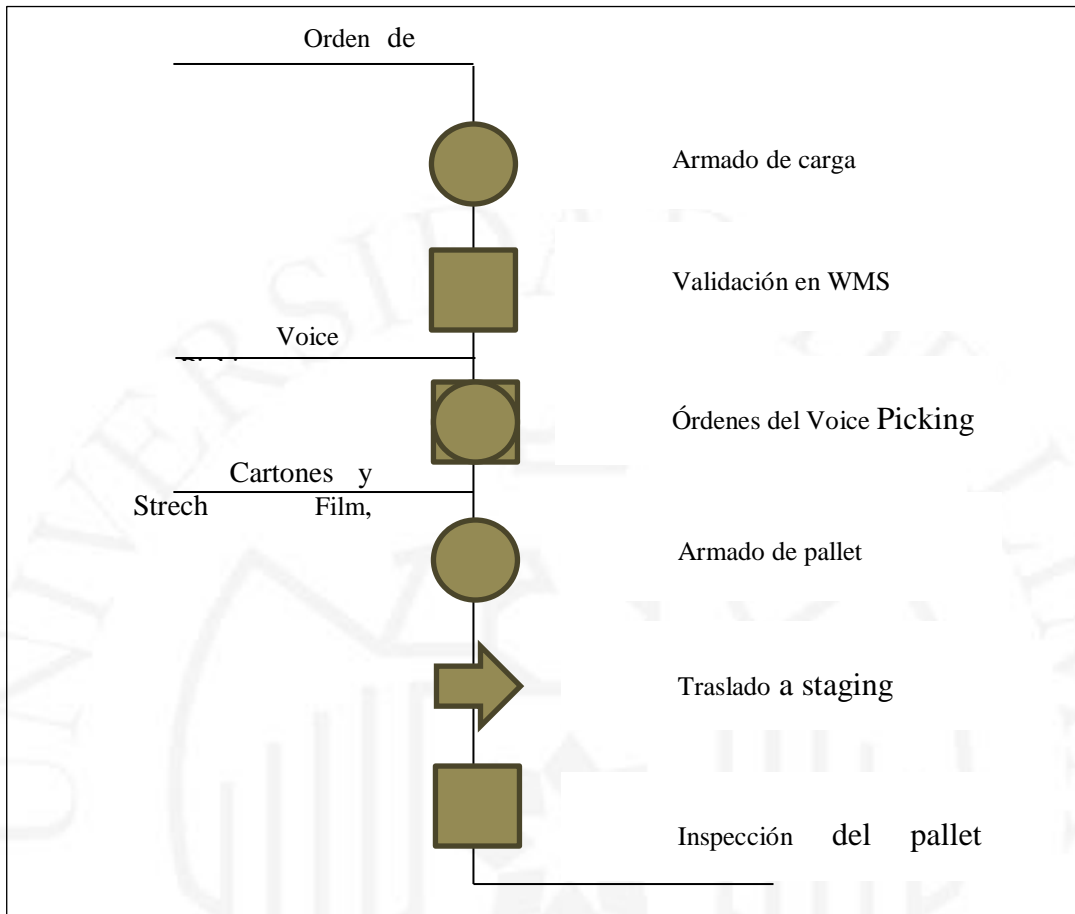 Orden de
Armado de carga
Validación en WMS
Voice
Órdenes del Voice Picking
Cartones y
Strech Film,
Armado de pallet
Traslado a staging
Inspección del pallet